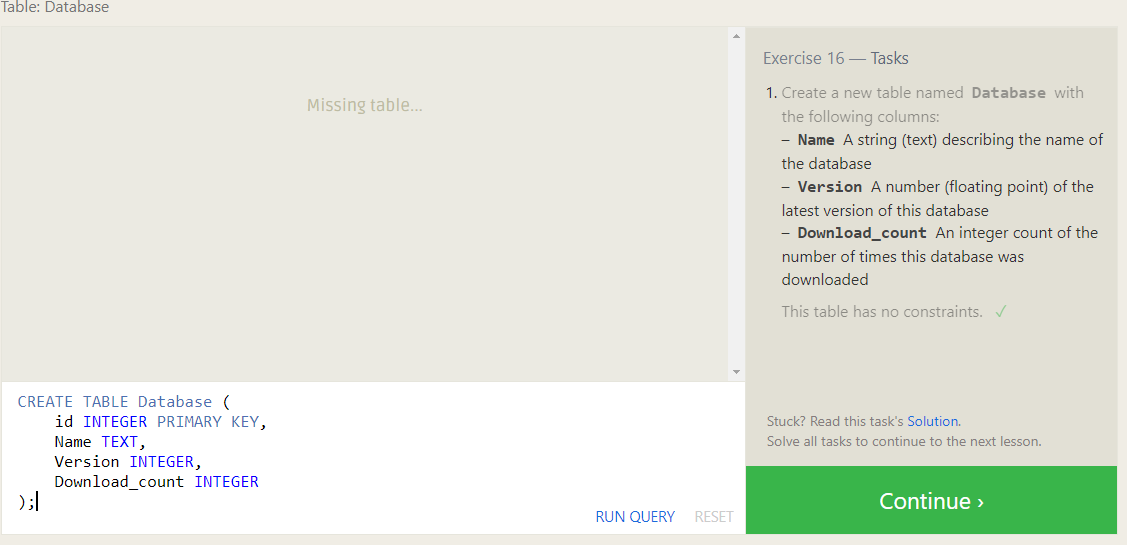 Table: Database
Missing table…
CREATE TABLE Database (
    id INTEGER PRIMARY KEY,
    Name TEXT,
    Version INTEGER,
    Download_count INTEGER
);
RUN QUERY RESET
Exercise 16 — Tasks
1. Create a new table named Database with
the following columns:
– Name A string (text) describing the name of
the database
– Version A number (floating point) of the
latest version of this database
– Download_count An integer count of the
number of times this database was
downloaded
This table has no constraints. ✓
Stuck? Read this task's Solution.
Solve all tasks to continue to the next lesson.
Continue ›